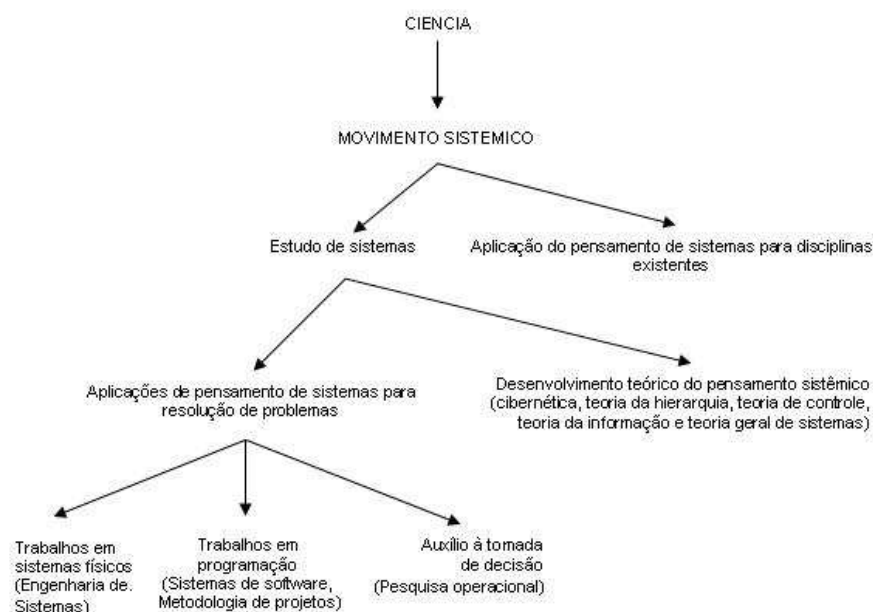 CIENCIA
MOVIMENTO SISTEMICO
Estudo de sistemas
Aplicação do pensamento de sistemas para disciplinas
existentes
Aplicações de pensamento de sistemas para
resolução de problemas
Desenvolvimento teórico do pensamento sistêmico
(cibernética, teoria da hierarquia, teoria de controle,
teoria da informação e teoria geral de sistemas)
Trabalhos em
sistemas físicos
(Engenharia de.
Sistemas)
Trabalhos em
programação
(Sistemas de software,
Metodologia de projetos)
Auxílio à tomada
de decisão
(Pesquisa operacional)